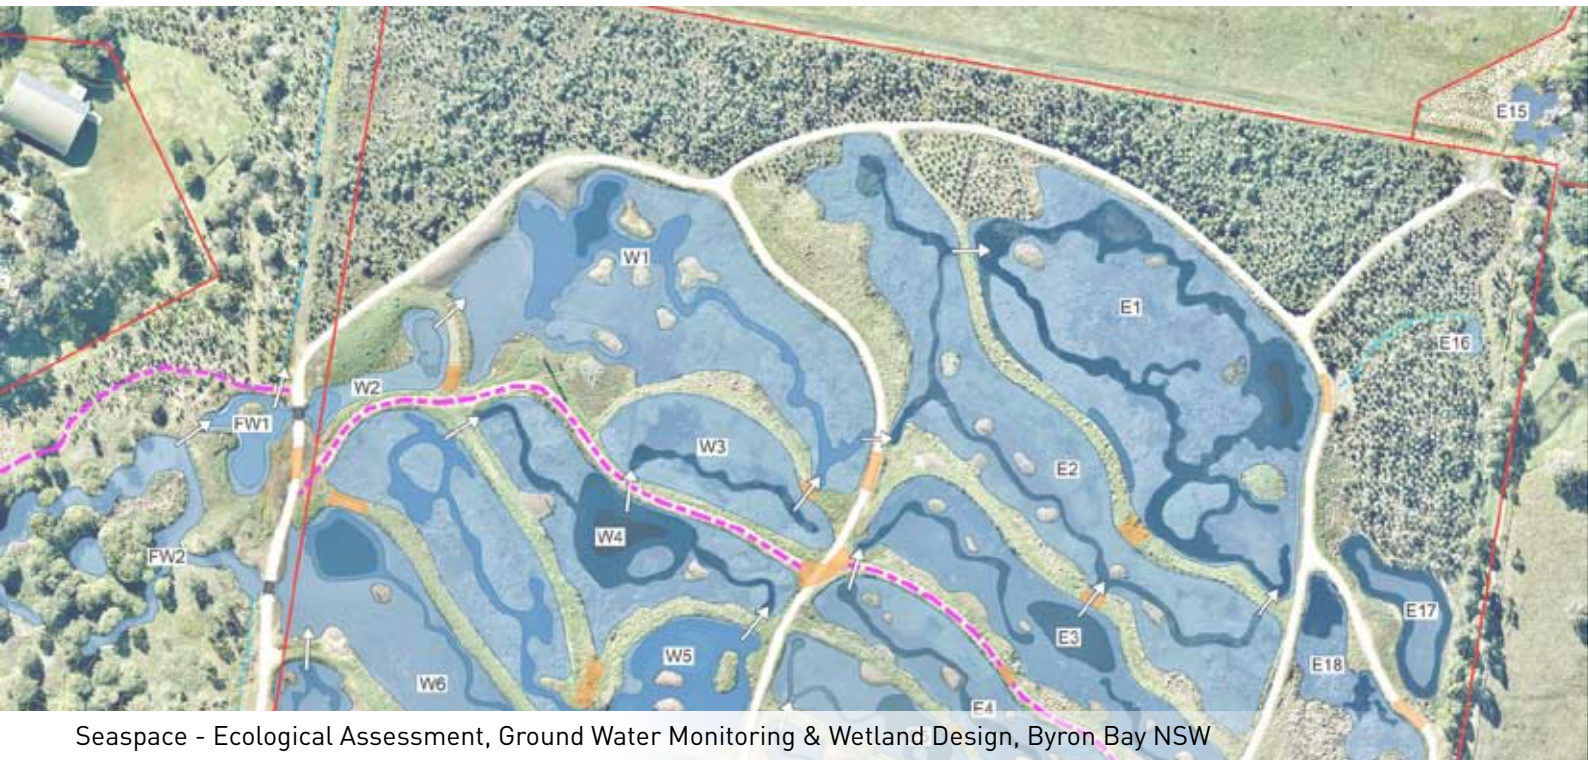 E15
W1
E1
E16
W2
FW1
W3
E2
W4
FW2
E17
E3
W5
E18
W6
E4
Seaspace - Ecological Assessment, Ground Water Monitoring & Wetland Design, Byron Bay NSW